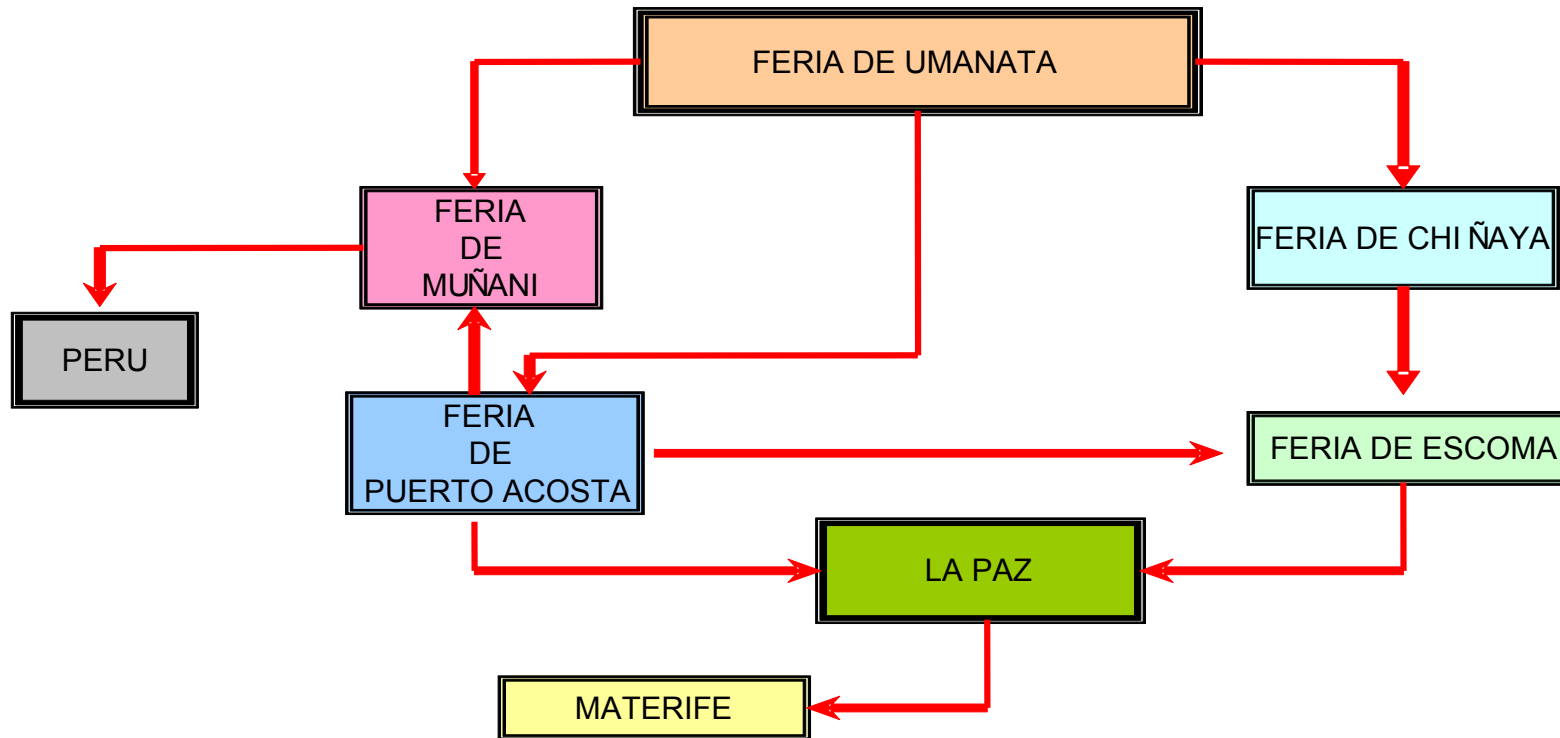 FERIA DE UMANATA
FERIA
DE
MUÑANI
FERIA DE CHI ÑAYA
PERU
FERIA
DE
PUERTO ACOSTA
FERIA DE ESCOMA
LA PAZ
MATERIFE